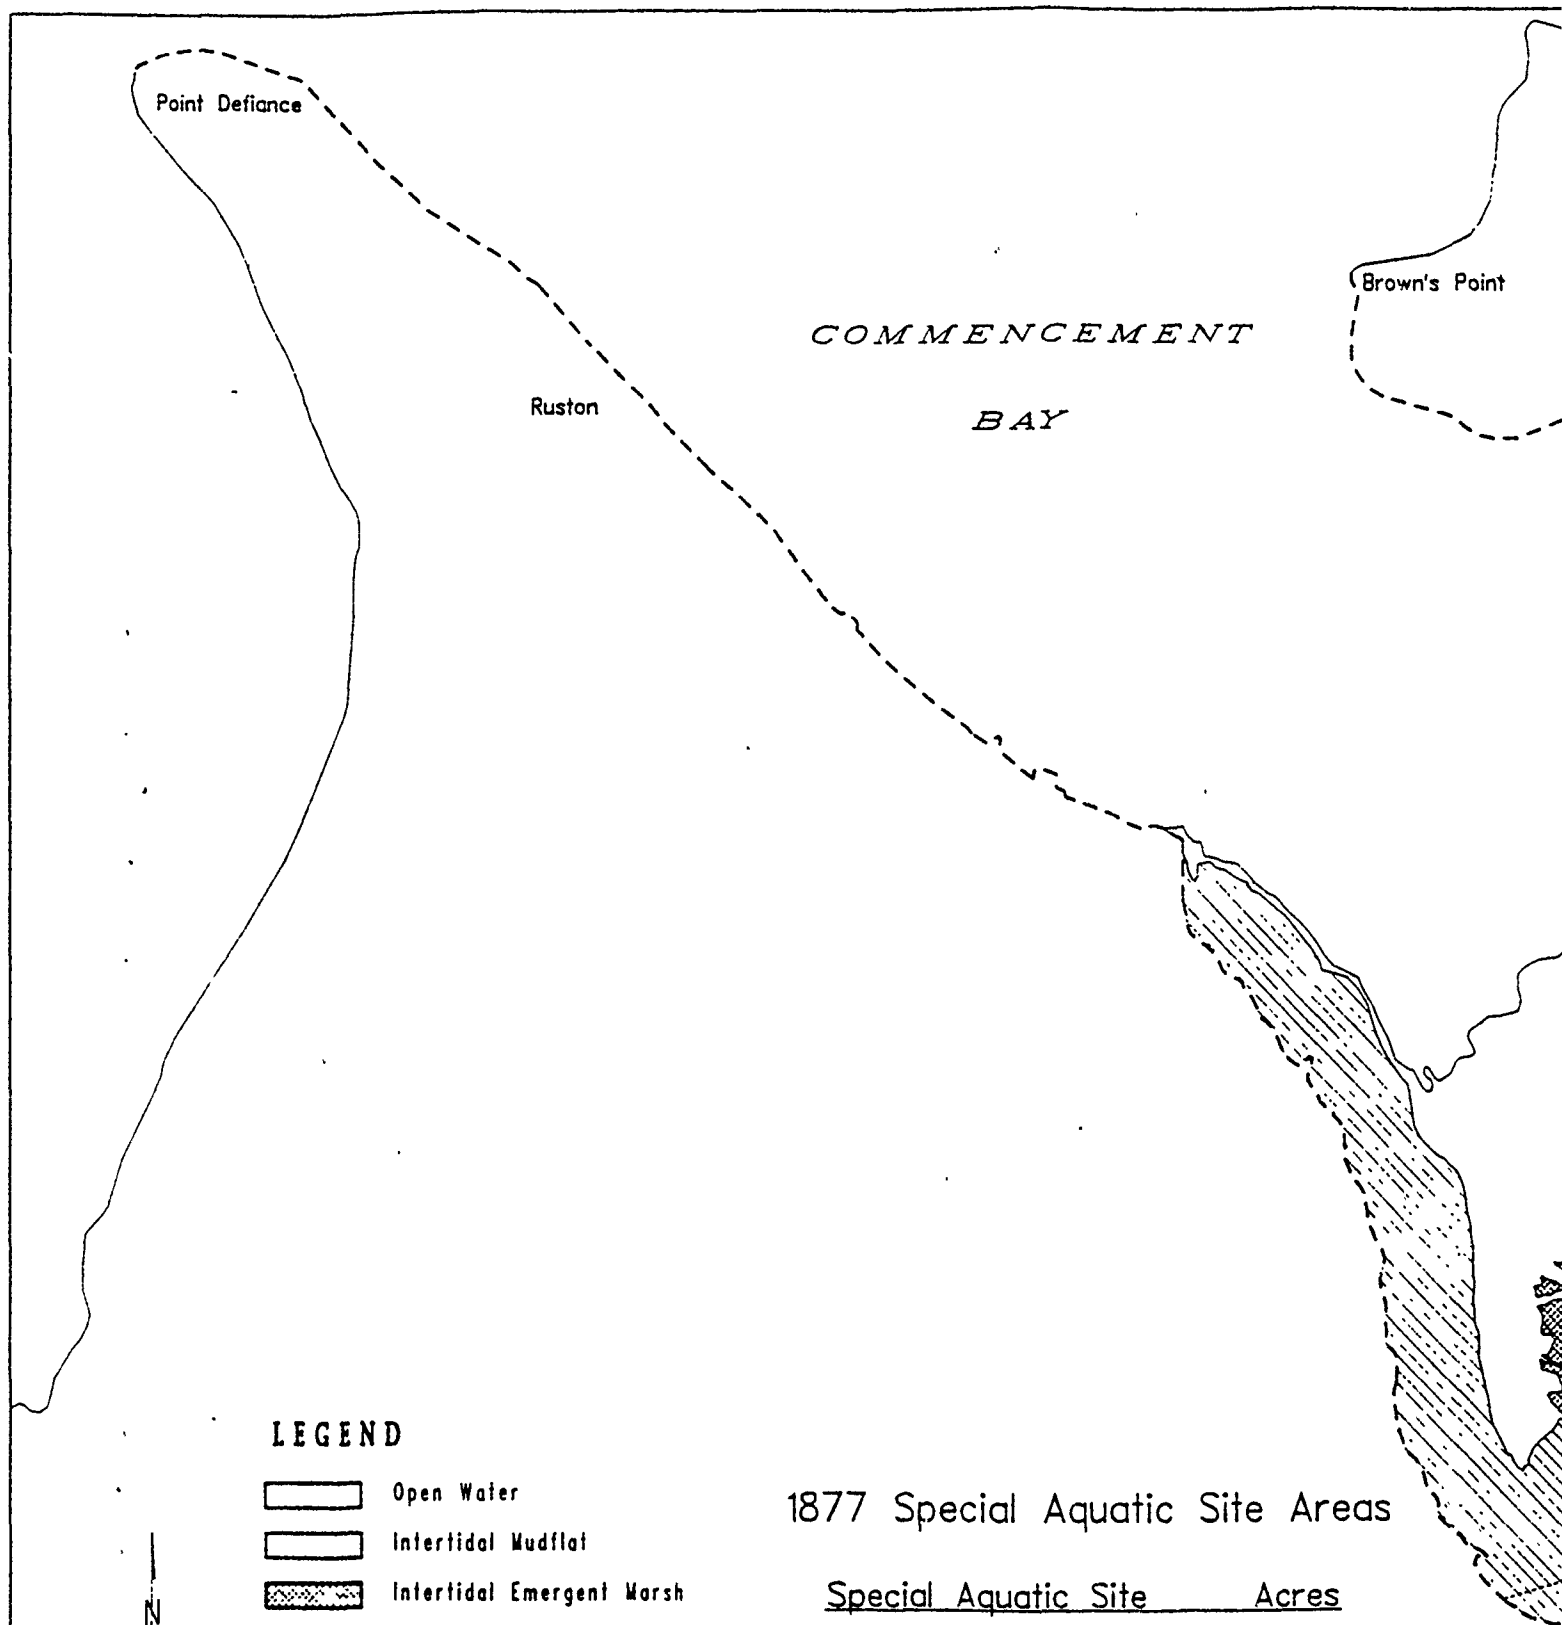 Point Defiance
Brown's Point
COMMENCEMENT
BAY
Ruston
LEGEND
Open Water
Intertidal Mudflat
Intertidal Emergent Marsh
N
1877 Special Aquatic Site Areas
Special Aquatic Site Acres